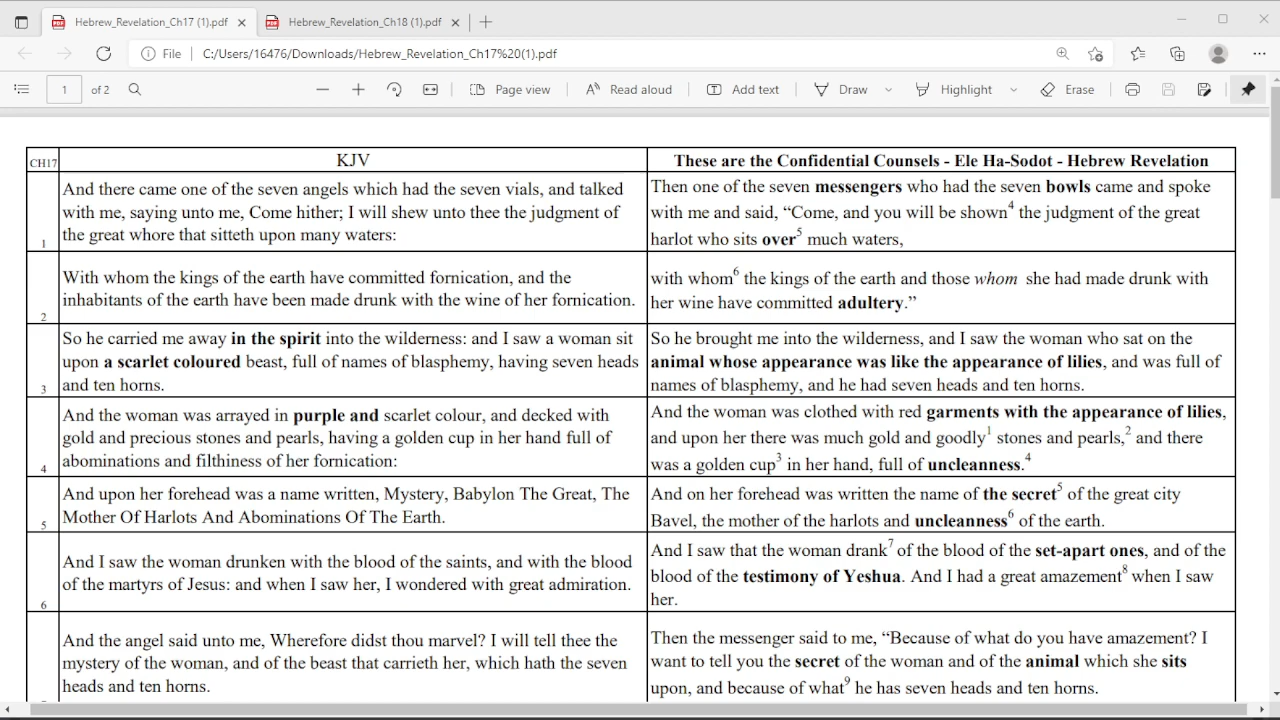 Hebrew_Revelation_Ch17 (1).pdf
Hebrew_Revelation_Ch18 (1).pdf
File
C:/Users/16476/Downloads/Hebrew_Revelation_Ch17%20(1).pdf
1 of 2
Page view
Read aloud
Add text
Draw
Highlight
Erase
CH17 KJV
These are the Confidential Counsels - Ele Ha-Sodot - Hebrew Revelation
1
And there came one of the seven angels which had the seven vials, and talked
with me, saying unto me, Come hither; I will shew unto thee the judgment of
the great whore that sitteth upon many waters:
Then one of the seven messengers who had the seven bowls came and spoke
with me and said, “Come, and you will be shown4 the judgment of the great
harlot who sits over5 much waters,
2
With whom the kings of the earth have committed fornication, and the
inhabitants of the earth have been made drunk with the wine of her fornication.
with whom6 the kings of the earth and those whom she had made drunk with
her wine have committed adultery.”
3
So he carried me away in the spirit into the wilderness: and I saw a woman sit
upon a scarlet coloured beast, full of names of blasphemy, having seven heads
and ten horns.
So he brought me into the wilderness, and I saw the woman who sat on the
animal whose appearance was like the appearance of lilies, and was full of
names of blasphemy, and he had seven heads and ten horns.
4
And the woman was arrayed in purple and scarlet colour, and decked with
gold and precious stones and pearls, having a golden cup in her hand full of
abominations and filthiness of her fornication:
And the woman was clothed with red garments with the appearance of lilies,
and upon her there was much gold and goodly1 stones and pearls,2 and there
was a golden cup3 in her hand, full of uncleanness.4
5
And upon her forehead was a name written, Mystery, Babylon The Great, The
Mother Of Harlots And Abominations Of The Earth.
And on her forehead was written the name of the secret5 of the great city
Bavel, the mother of the harlots and uncleanness6 of the earth.
6
And I saw the woman drunken with the blood of the saints, and with the blood
of the martyrs of Jesus: and when I saw her, I wondered with great admiration.
And I saw that the woman drank7 of the blood of the set-apart ones, and of the
blood of the testimony of Yeshua. And I had a great amazement8 when I saw
her.
And the angel said unto me, Wherefore didst thou marvel? I will tell thee the
mystery of the woman, and of the beast that carrieth her, which hath the seven
heads and ten horns.
Then the messenger said to me, “Because of what do you have amazement? I
want to tell you the secret of the woman and of the animal which she sits
upon, and because of what9 he has seven heads and ten horns.